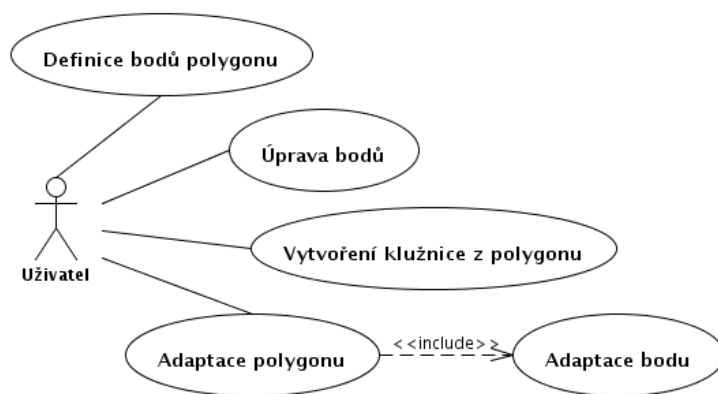 Definice bodů polygonu
Úprava bodů
Vytvoření klužnice z polygonu
Uživatel
Adaptace polygonu
<<include>>
Adaptace bodu